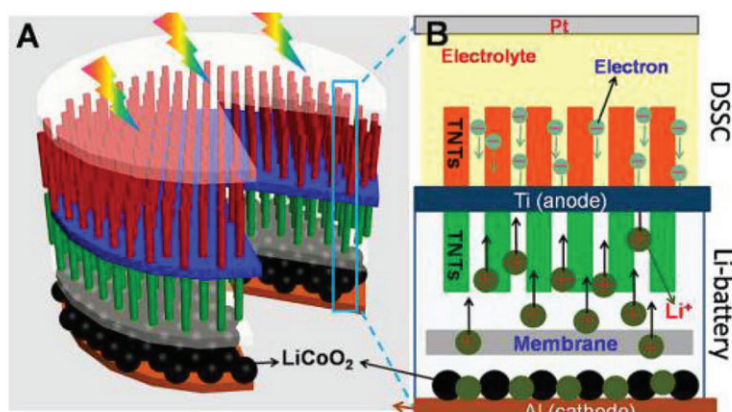 A
B
Pt
Electrolyte
Electron
TNTs
DSSC
Ti (anode)
TNTs
Li⁺
Li-battery
Membrane
LiCoO₂
Al (cathode)